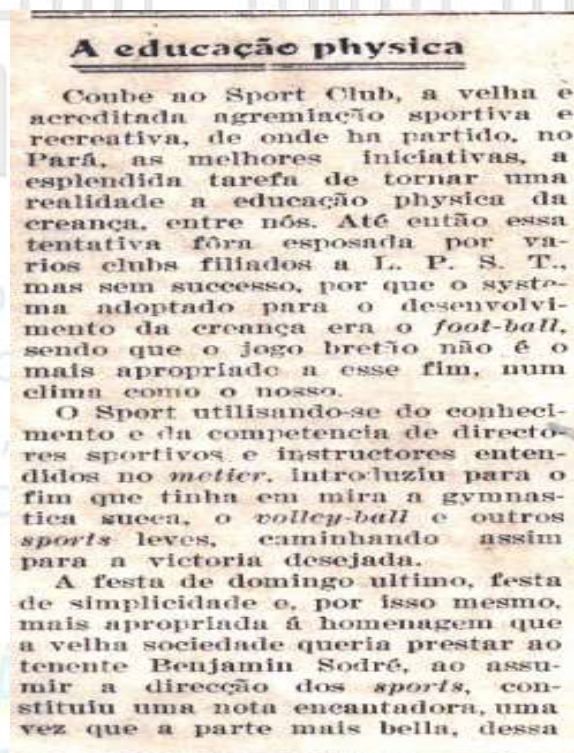 A educação physica
Coube ao Sport Club, a velha e
acreditada agremiação sportiva e
recreativa, de onde ha partido, no
Pará, as melhores iniciativas, a
esplendida tarefa de tornar uma
realidade a educação physica da
creança, entre nós. Até então essa
tentativa fôra esposada por va-
rios clubs filiados a L. P. S. T.,
mas sem successo, por que o syste-
ma adoptado para o desenvolvi-
mento da creança era o foot-ball,
sendo que o jogo bretão não é o
mais apropriado a esse fim, num
clima como o nosso.
O Sport utilisando-se do conheci-
mento e da competencia de directo-
res sportivos e instructores enten-
didos no metier, introduziu para o
fim que tinha em mira a gymnas-
tica sueca, o volley-ball e outros
sports leves, caminhando assim
para a victoria desejada.
A festa de domingo ultimo, festa
de simplicidade e, por isso mesmo,
mais apropriada á homenagem que
a velha sociedade queria prestar ao
tenente Benjamin Sodré, ao assu-
mir a direcção dos sports, con-
stituiu uma nota encantadora, uma
vez que a parte mais bella, dessa